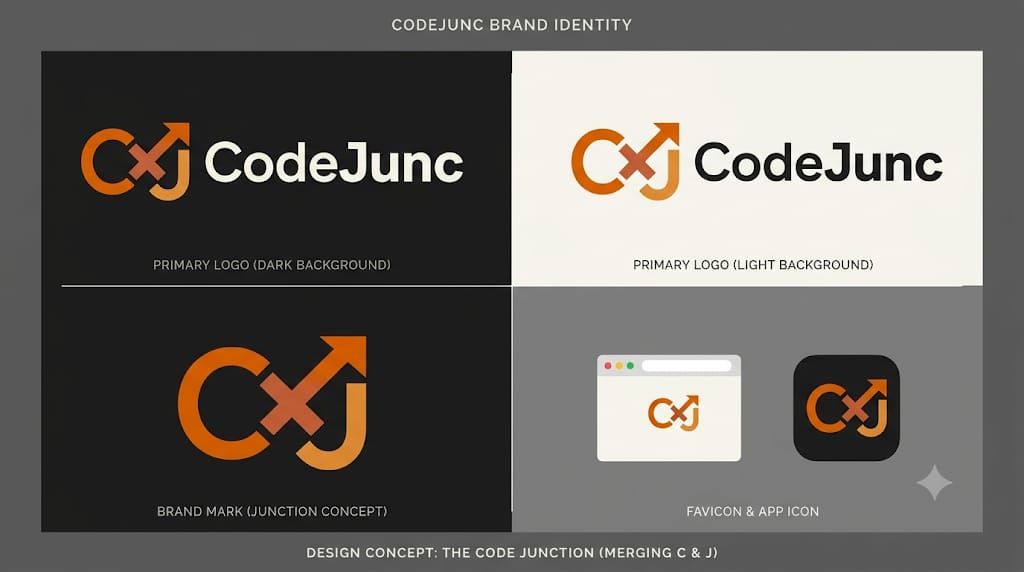 CODEJUNC BRAND IDENTITY
CodeJunc
CodeJunc
PRIMARY LOGO (DARK BACKGROUND)
PRIMARY LOGO (LIGHT BACKGROUND)
BRAND MARK (JUNCTION CONCEPT)
FAVICON & APP ICON
DESIGN CONCEPT: THE CODE JUNCTION (MERGING C & J)